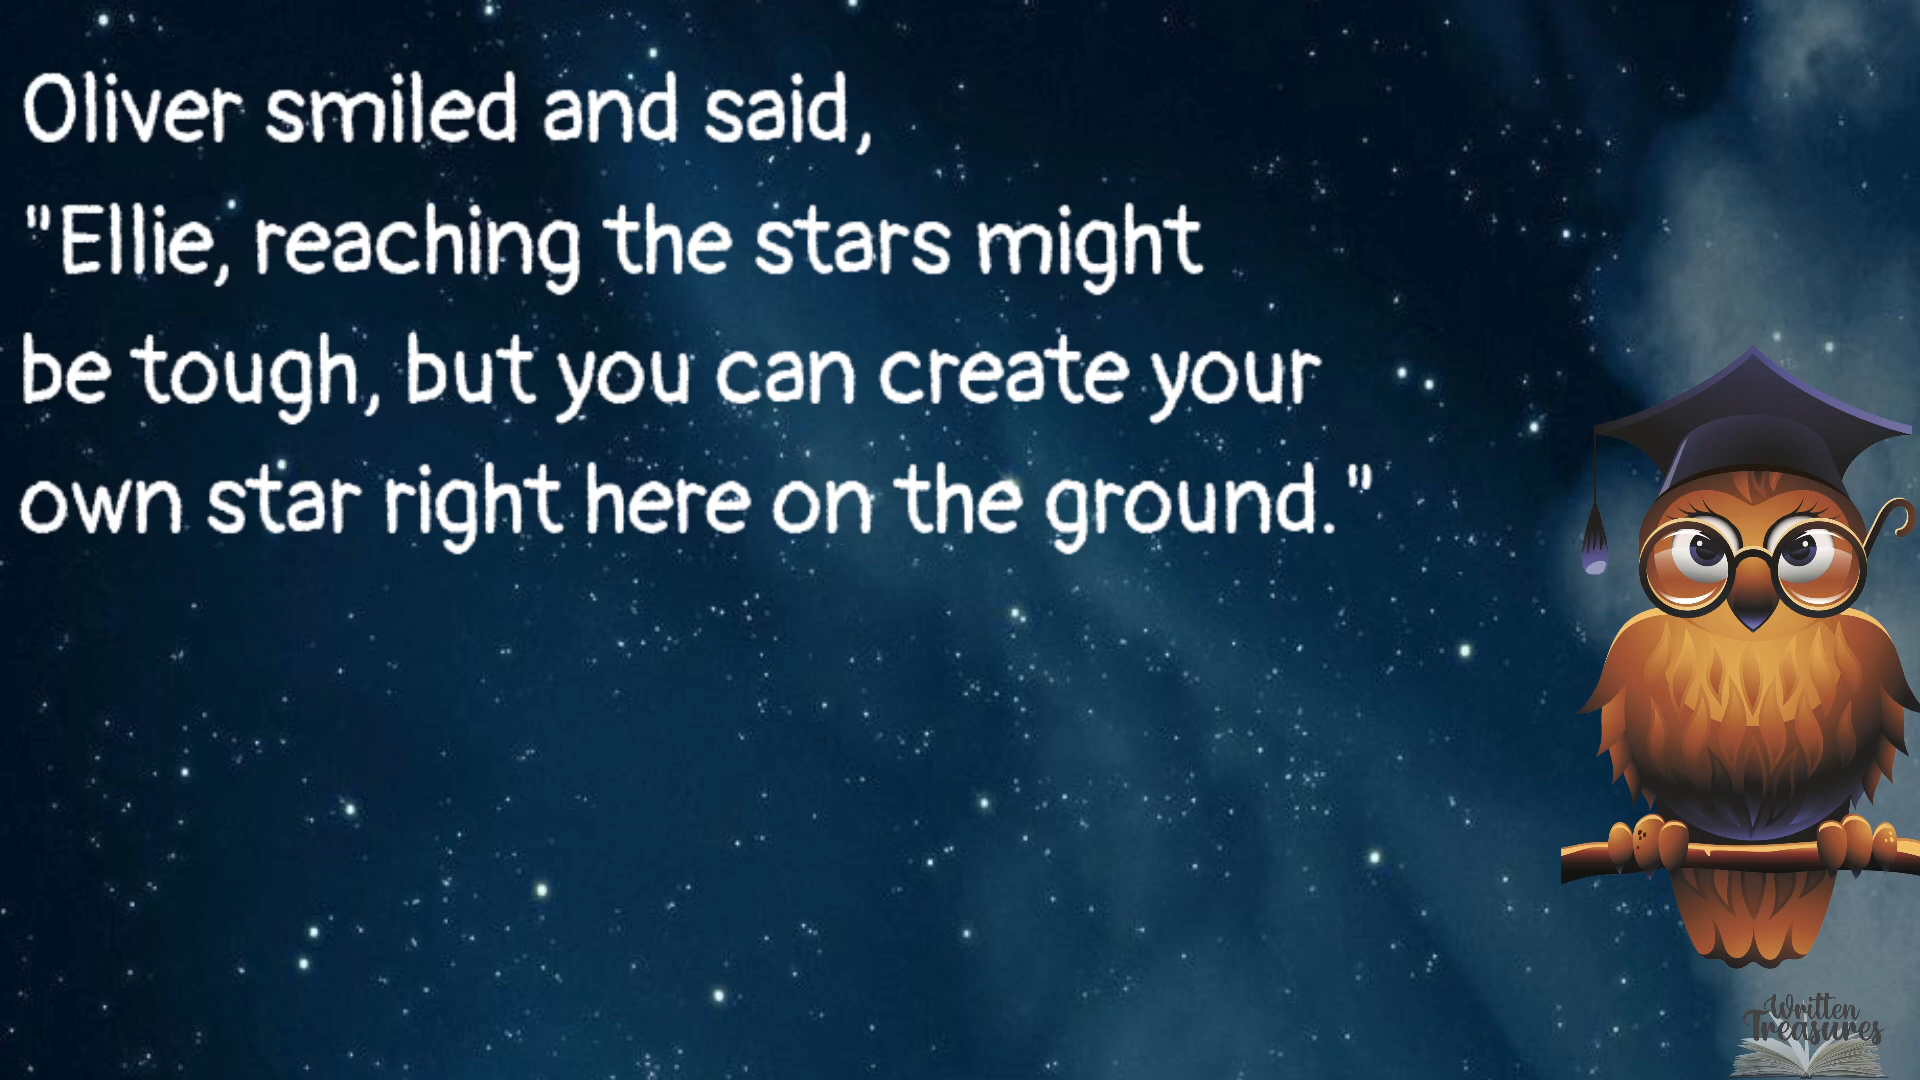 Oliver smiled and said,
"Ellie, reaching the stars might
be tough, but you can create your
own star right here on the ground."
Written
Treasures